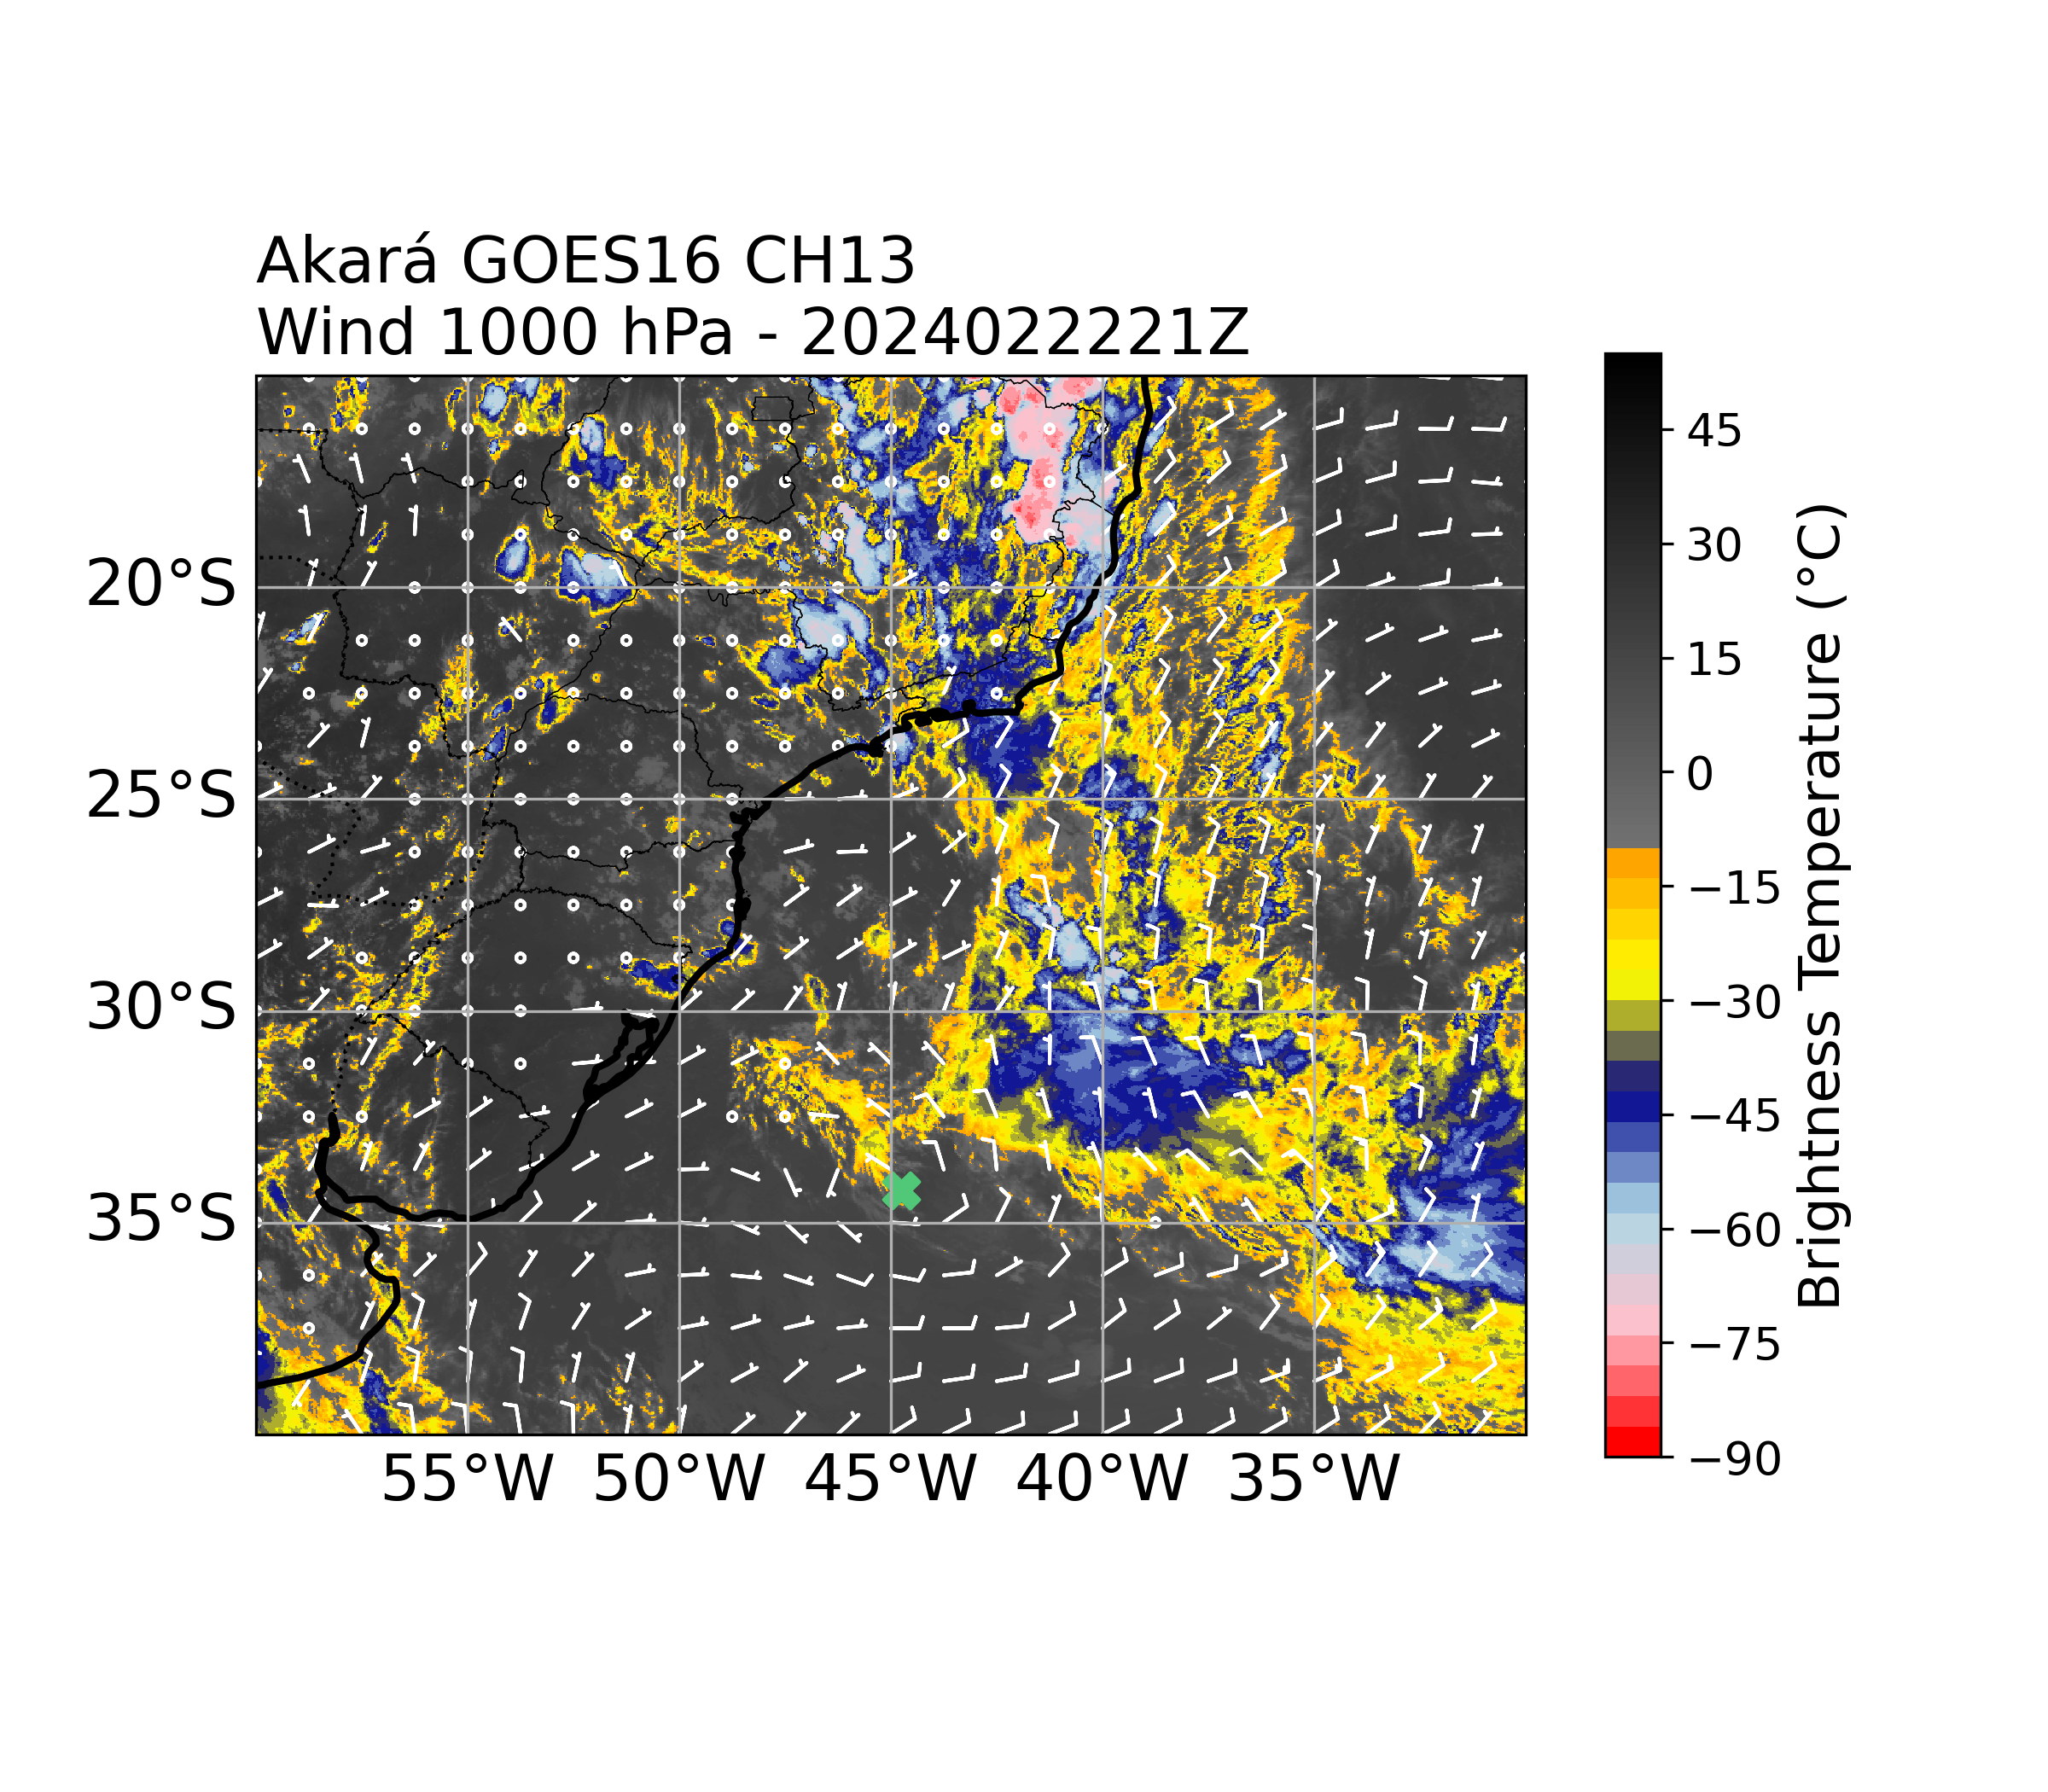 Akará GOES16 CH13
Wind 1000 hPa - 2024022221Z
20°S
25°S
30°S
35°S
55°W 50°W 45°W 40°W 35°W
45
30
15
0
−15
−30
−45
−60
−75
−90
Brightness Temperature (°C)